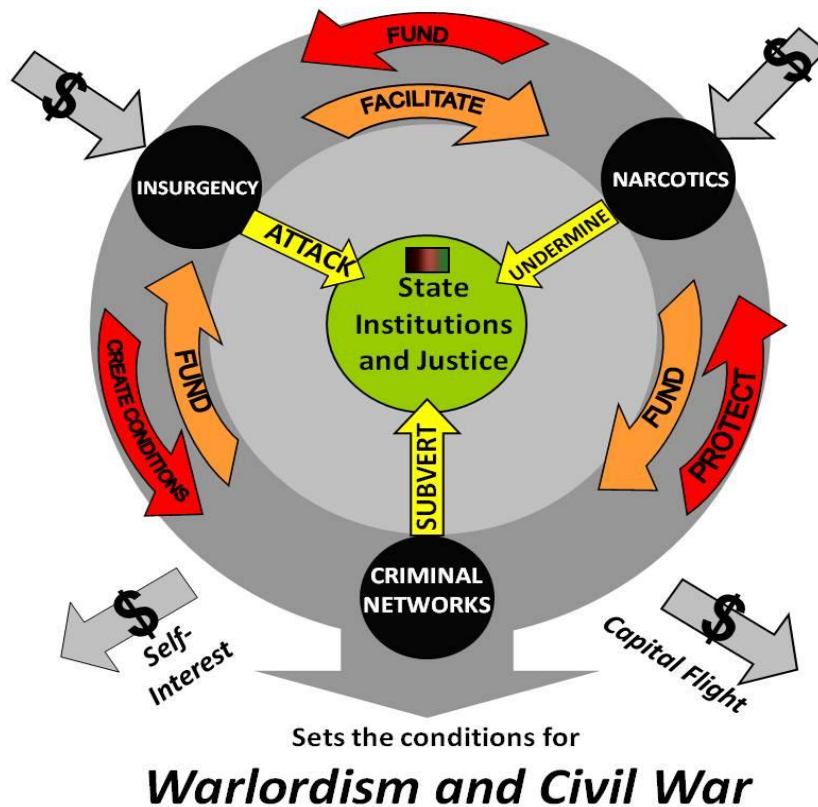 FUND
$
$
FACILITATE
INSURGENCY
NARCOTICS
ATTACK
UNDERMINE
State
Institutions
and Justice
CREATE CONDITIONS
FUND
FUND
PROTECT
SUBVERT
CRIMINAL
NETWORKS
$
Self-
Interest
$
Capital Flight
Sets the conditions for
Warlordism and Civil War